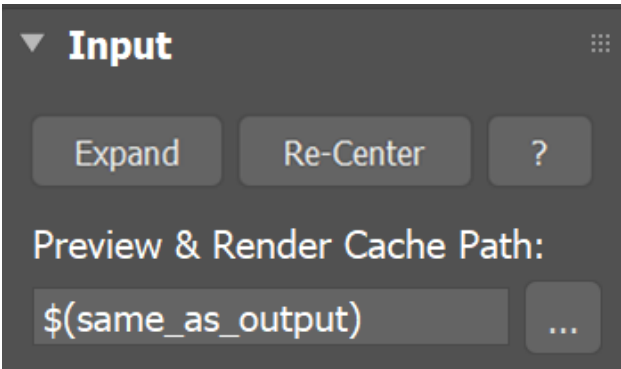 Input
Expand Re-Center ?
Preview & Render Cache Path:
$(same_as_output) ...